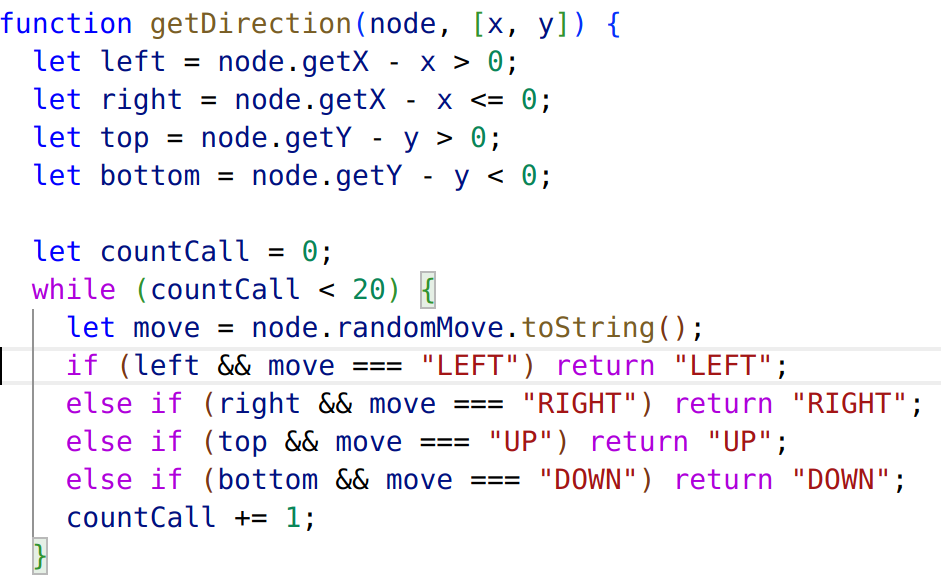 function getDirection(node, [x, y]) {
  let left = node.getX - x > 0;
  let right = node.getX - x <= 0;
  let top = node.getY - y > 0;
  let bottom = node.getY - y < 0;

  let countCall = 0;
  while (countCall < 20) {
    let move = node.randomMove.toString();
    if (left && move === "LEFT") return "LEFT";
    else if (right && move === "RIGHT") return "RIGHT";
    else if (top && move === "UP") return "UP";
    else if (bottom && move === "DOWN") return "DOWN";
    countCall += 1;
  }